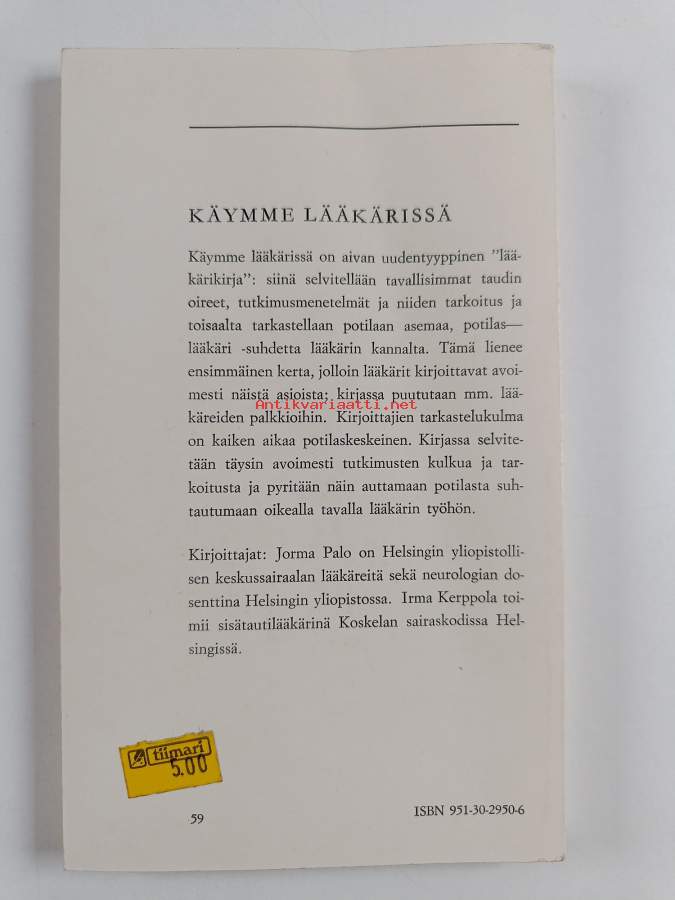 KÄYMME LÄÄKÄRISSÄ
Käymme lääkärissä on aivan uudentyyppinen "lää-
kärikirja": siinä selvitellään tavallisimmat taudin
oireet, tutkimusmenetelmät ja niiden tarkoitus ja
toisaalta tarkastellaan potilaan asemaa, potilas—
lääkäri -suhdetta lääkärin kannalta. Tämä lienee
ensimmäinen kerta, jolloin lääkärit kirjoittavat avoi-
mesti näistä asioista; kirjassa puututaan mm. lää-
Antikvariaatti.net
käreiden palkkioihin. Kirjoittajien tarkastelukulma
on kaiken aikaa potilaskeskeinen. Kirjassa selvite-
tään täysin avoimesti tutkimusten kulkua ja tar-
koitusta ja pyritään näin auttamaan potilasta suh-
tautumaan oikealla tavalla lääkärin työhön.
Kirjoittajat: Jorma Palo on Helsingin yliopistolli-
sen keskussairaalan lääkäreitä sekä neurologian do-
senttina Helsingin yliopistossa. Irma Kerppola toi-
mii sisätautilääkärinä Koskelan sairaskodissa Hel-
singissä.
tiimari
5.00
59
ISBN 951-30-2950-6